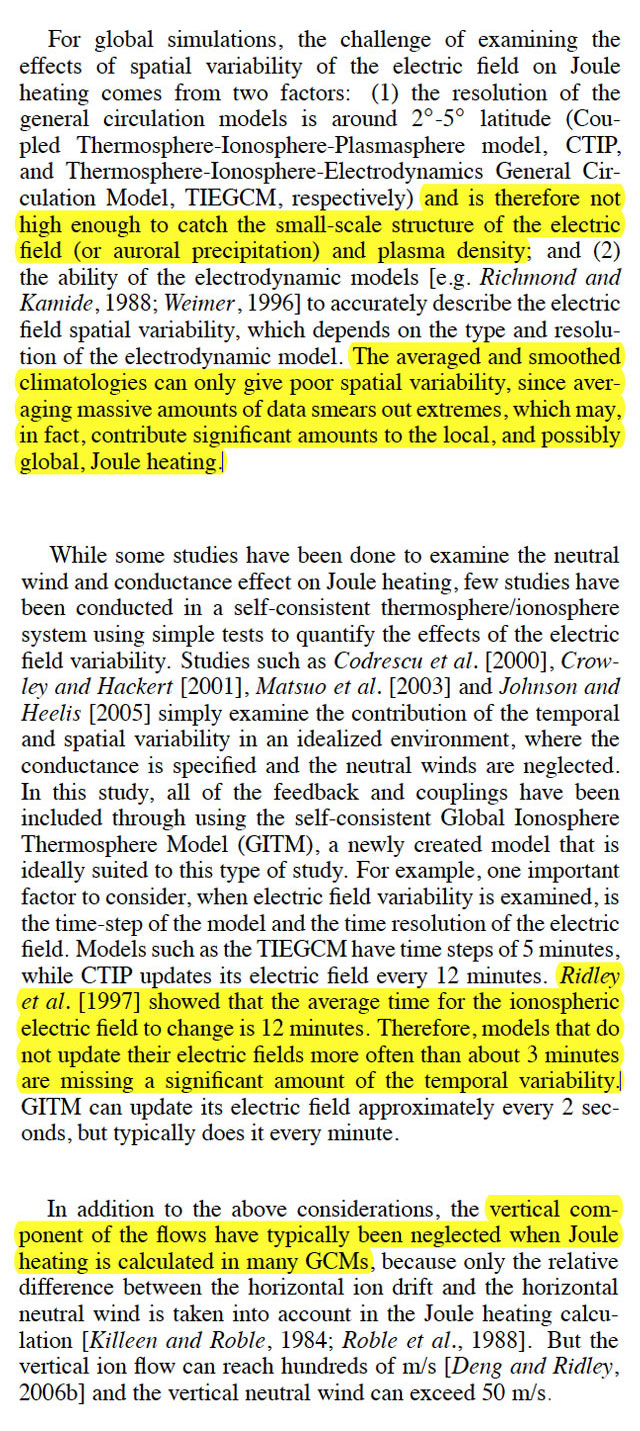 For global simulations, the challenge of examining the
effects of spatial variability of the electric field on Joule
heating comes from two factors: (1) the resolution of the
general circulation models is around 2°-5° latitude (Cou-
pled Thermosphere-Ionosphere-Plasmasphere model, CTIP,
and Thermosphere-Ionosphere-Electrodynamics General Cir-
culation Model, TIEGCM, respectively) and is therefore not
high enough to catch the small-scale structure of the electric
field (or auroral precipitation) and plasma density; and (2)
the ability of the electrodynamic models [e.g. Richmond and
Kamide, 1988; Weimer, 1996] to accurately describe the electric
field spatial variability, which depends on the type and resolu-
tion of the electrodynamic model. The averaged and smoothed
climatologies can only give poor spatial variability, since aver-
aging massive amounts of data smears out extremes, which may,
in fact, contribute significant amounts to the local, and possibly
global, Joule heating.
While some studies have been done to examine the neutral
wind and conductance effect on Joule heating, few studies have
been conducted in a self-consistent thermosphere/ionosphere
system using simple tests to quantify the effects of the electric
field variability. Studies such as Codrescu et al. [2000], Crow-
ley and Hackert [2001], Matsuo et al. [2003] and Johnson and
Heelis [2005] simply examine the contribution of the temporal
and spatial variability in an idealized environment, where the
conductance is specified and the neutral winds are neglected.
In this study, all of the feedback and couplings have been
included through using the self-consistent Global Ionosphere
Thermosphere Model (GITM), a newly created model that is
ideally suited to this type of study. For example, one important
factor to consider, when electric field variability is examined, is
the time-step of the model and the time resolution of the electric
field. Models such as the TIEGCM have time steps of 5 minutes,
while CTIP updates its electric field every 12 minutes. Ridley
et al. [1997] showed that the average time for the ionospheric
electric field to change is 12 minutes. Therefore, models that do
not update their electric fields more often than about 3 minutes
are missing a significant amount of the temporal variability.
GITM can update its electric field approximately every 2 sec-
onds, but typically does it every minute.
In addition to the above considerations, the vertical com-
ponent of the flows have typically been neglected when Joule
heating is calculated in many GCMs, because only the relative
difference between the horizontal ion drift and the horizontal
neutral wind is taken into account in the Joule heating calcu-
lation [Killeen and Roble, 1984; Roble et al., 1988]. But the
vertical ion flow can reach hundreds of m/s [Deng and Ridley,
2006b] and the vertical neutral wind can exceed 50 m/s.